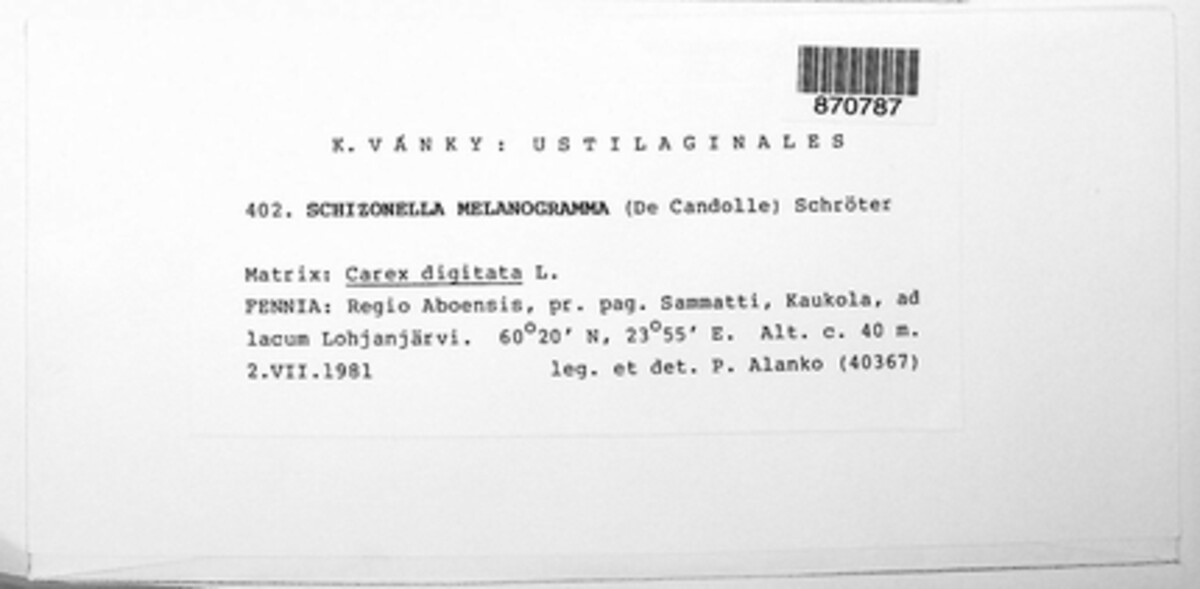 870787
K. VÁNKY: USTILAGINALES
402. SCHIZONELLA MELANOGRAMMA (De Candolle) Schröter
Matrix: Carex digitata L.
FENNIA: Regio Aboensis, pr. pag. Sammatti, Kaukola, ad
lacum Lohjanjärvi. 60°20' N, 23°55' E. Alt. c. 40 m.
2.VII.1981 leg. et det. P. Alanko (40367)